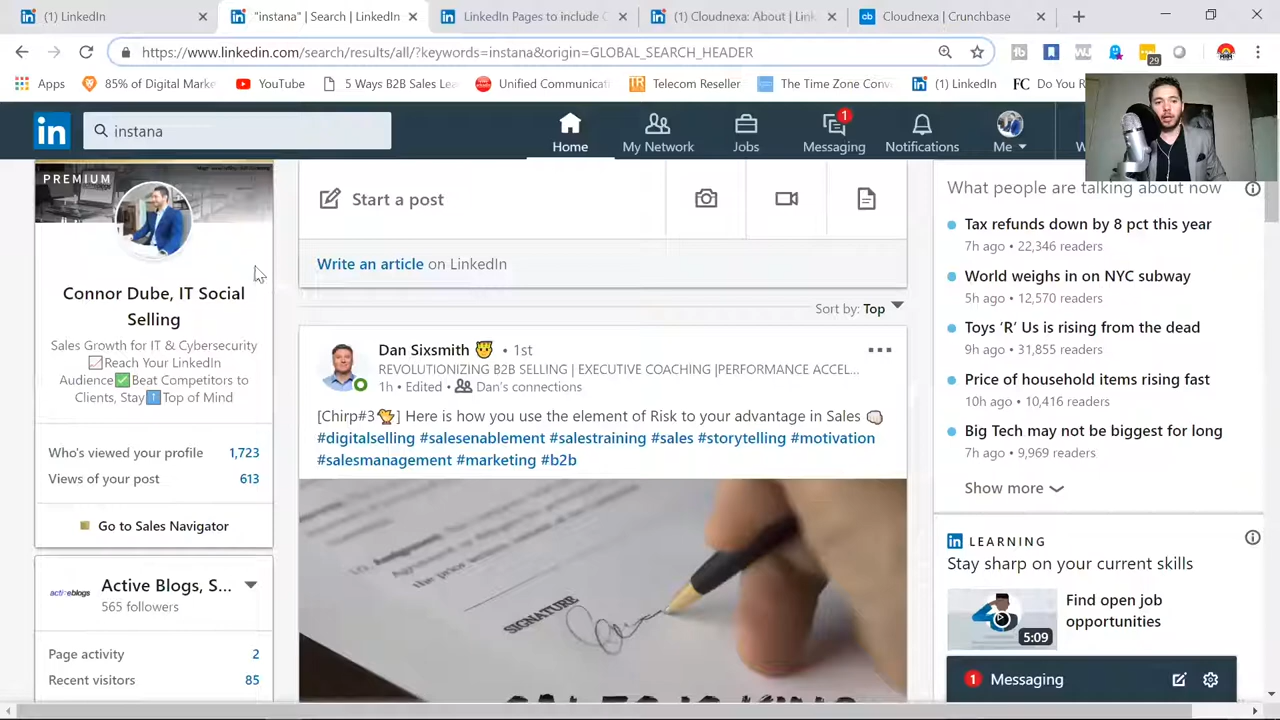 (1) LinkedIn
"instana" | Search | LinkedIn
LinkedIn Pages to include C
(1) Cloudnexa: About | Link
Cloudnexa | Crunchbase
https://www.linkedin.com/search/results/all/?keywords=instana&origin=GLOBAL_SEARCH_HEADER
29
Apps
85% of Digital Mark
YouTube
5 Ways B2B Sales Le
Unified Communicat
TR
Telecom Reseller
The Time Zone Conv
(1) LinkedIn
FC
Do You R
in
instana
Home
My Network
Jobs
1
Messaging
Notifications
Me
W
PREMIUM
Connor Dube, IT Social
Selling
Sales Growth for IT & Cybersecurity
Reach Your LinkedIn
Audience✅Beat Competitors to
Clients, Stay⬆Top of Mind
Who's viewed your profile 1,723
Views of your post 613
Go to Sales Navigator
activeblogs
Active Blogs, S...
565 followers
Page activity 2
Recent visitors 85
Start a post
Write an article on LinkedIn
Sort by: Top
Dan Sixsmith • 1st
REVOLUTIONIZING B2B SELLING | EXECUTIVE COACHING |PERFORMANCE ACCEL...
1h • Edited • Dan's connections
[Chirp#3🐤] Here is how you use the element of Risk to your advantage in Sales 👊
#digitalselling #salesenablement #salestraining #sales #storytelling #motivation
#salesmanagement #marketing #b2b
SIGNATURE
What people are talking about now
Tax refunds down by 8 pct this year
7h ago • 22,346 readers
World weighs in on NYC subway
5h ago • 12,570 readers
Toys 'R' Us is rising from the dead
9h ago • 31,855 readers
Price of household items rising fast
10h ago • 10,416 readers
Big Tech may not be biggest for long
7h ago • 9,969 readers
Show more
in LEARNING
Stay sharp on your current skills
Find open job
opportunities
5:09
1 Messaging